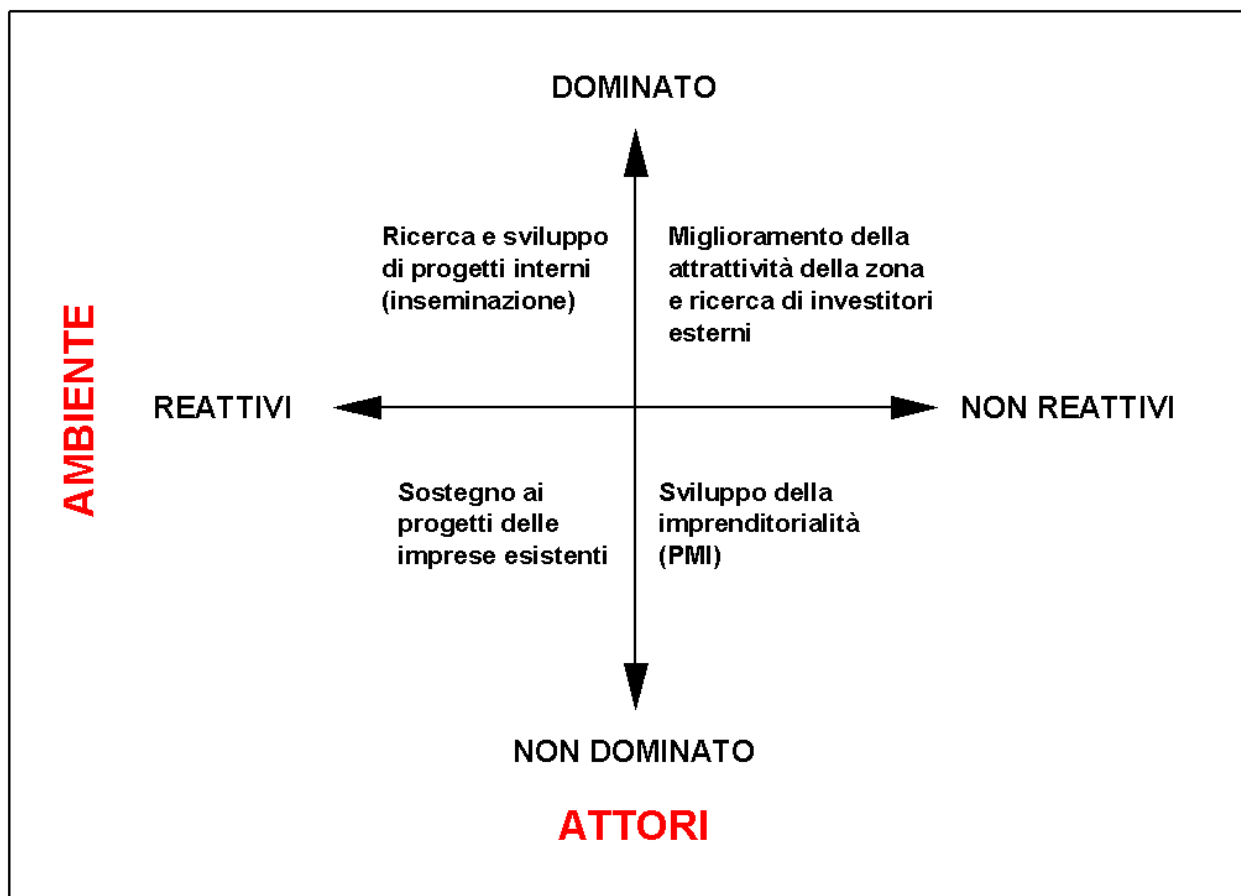 DOMINATO
Ricerca e sviluppo
di progetti interni
(inseminazione)
Miglioramento della
attrattività della zona
e ricerca di investitori
esterni
AMBIENTE
REATTIVI
NON REATTIVI
Sostegno ai
progetti delle
imprese esistenti
Sviluppo della
imprenditorialità
(PMI)
NON DOMINATO
ATTORI